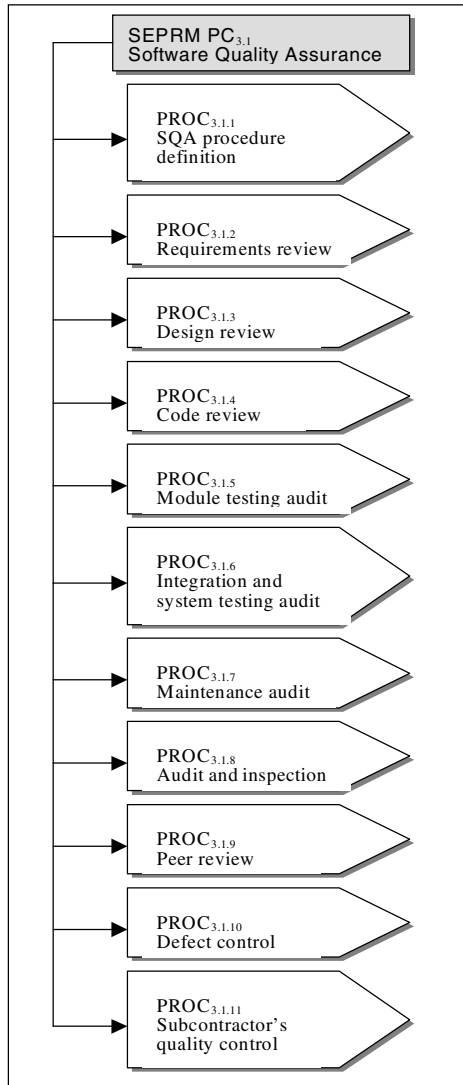 SEPRM PC3.1
Software Quality Assurance
PROC3.1.1
SQA procedure
definition
PROC3.1.2
Requirements review
PROC3.1.3
Design review
PROC3.1.4
Code review
PROC3.1.5
Module testing audit
PROC3.1.6
Integration and
system testing audit
PROC3.1.7
Maintenance audit
PROC3.1.8
Audit and inspection
PROC3.1.9
Peer review
PROC3.1.10
Defect control
PROC3.1.11
Subcontractor's
quality control